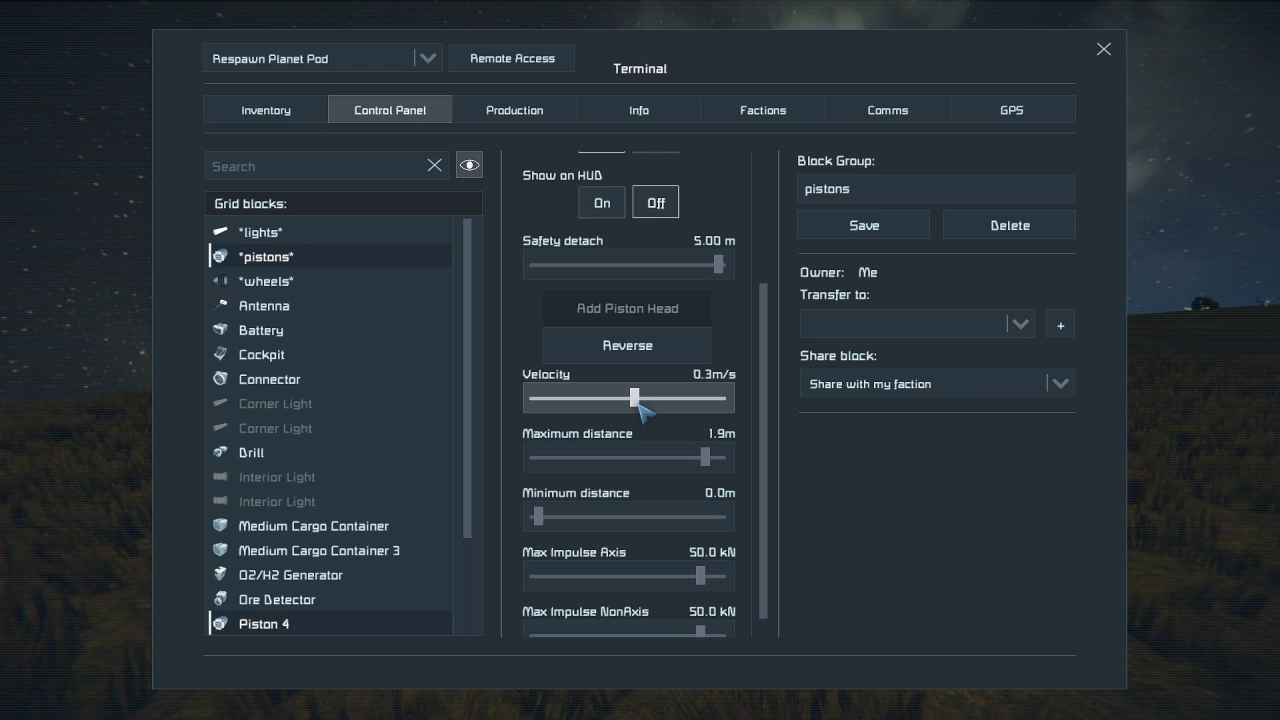 Respawn Planet Pod
Remote Access
Terminal
Inventory
Control Panel
Production
Info
Factions
Comms
GPS
Search
Grid blocks:
*lights*
*pistons*
*wheels*
Antenna
Battery
Cockpit
Connector
Corner Light
Corner Light
Drill
Interior Light
Interior Light
Medium Cargo Container
Medium Cargo Container 3
O2/H2 Generator
Ore Detector
Piston 4
Show on HUD
On
Off
Safety detach 5.00 m
Add Piston Head
Reverse
Velocity 0.3m/s
Maximum distance 1.9m
Minimum distance 0.0m
Max Impulse Axis 50.0 kN
Max Impulse NonAxis 50.0 kN
Block Group:
pistons
Save
Delete
Owner: Me
Transfer to:
+
Share block:
Share with my faction